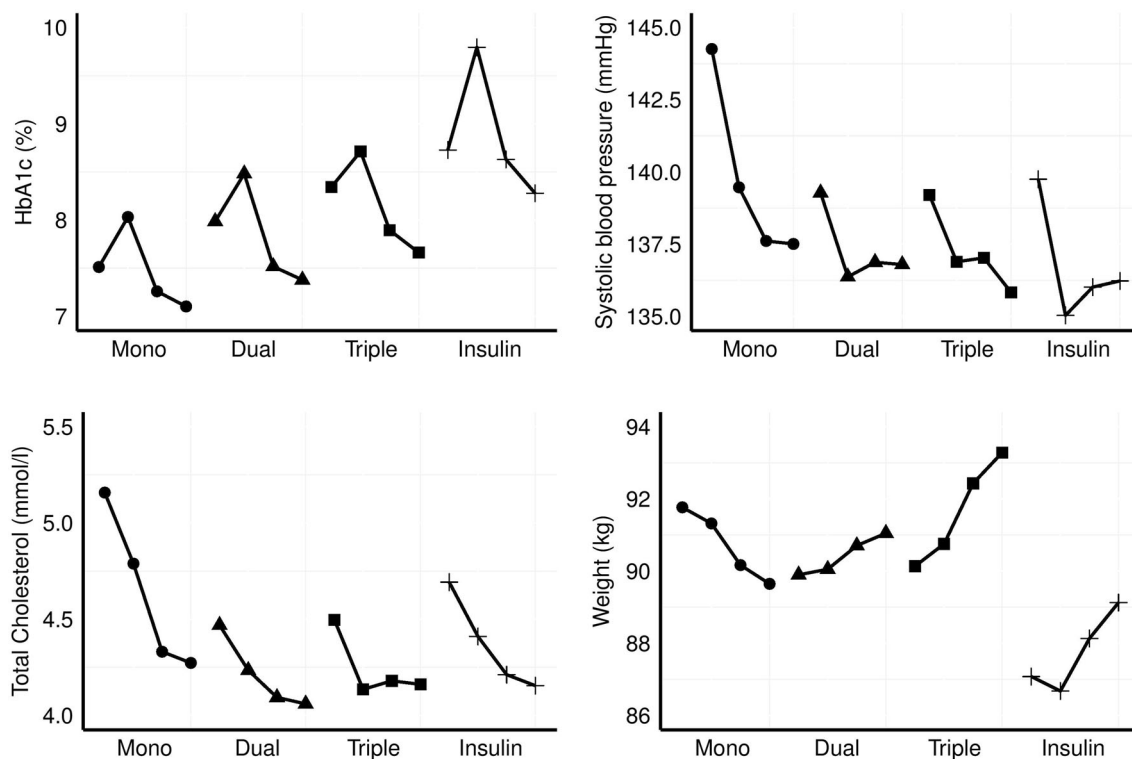 HbA1c (%)
10
9
8
7
Mono Dual Triple Insulin
Systolic blood pressure (mmHg)
145.0
142.5
140.0
137.5
135.0
Mono Dual Triple Insulin
Total Cholesterol (mmol/l)
5.5
5.0
4.5
4.0
Mono Dual Triple Insulin
Weight (kg)
94
92
90
88
86
Mono Dual Triple Insulin